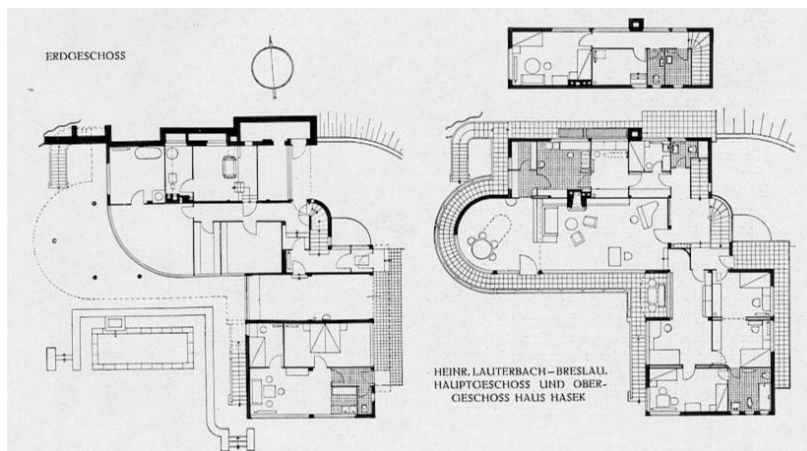 ERDGESCHOSS
HEINR. LAUTERBACH–BRESLAU.
HAUPTGESCHOSS UND OBER-
GESCHOSS HAUS HASEK